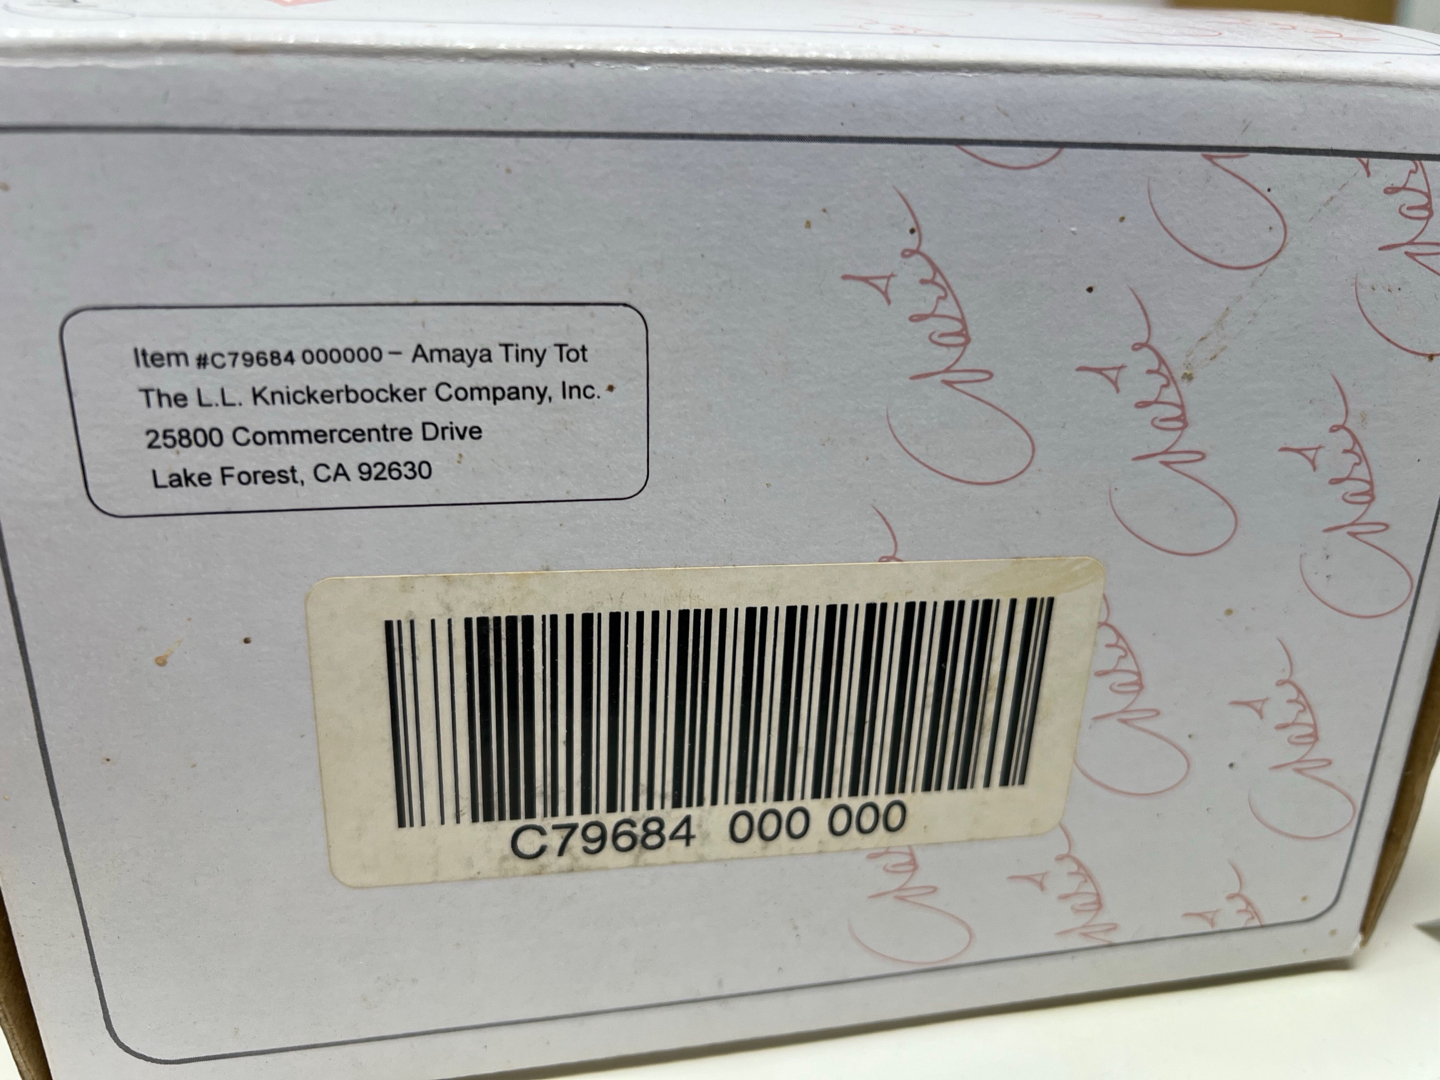 Item #C79684 000000 – Amaya Tiny Tot
The L.L. Knickerbocker Company, Inc.
25800 Commercentre Drive
Lake Forest, CA 92630
C79684 000 000